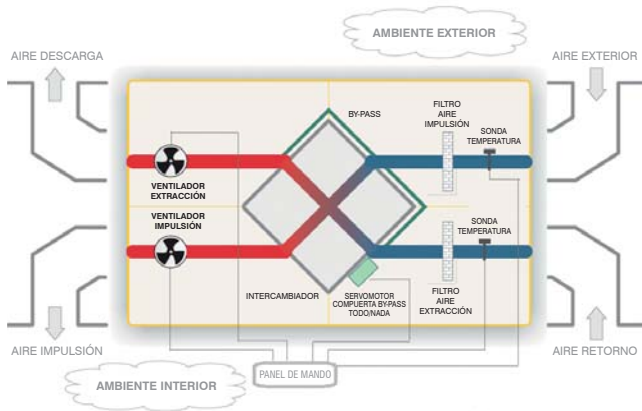 AMBIENTE EXTERIOR
AIRE DESCARGA
AIRE EXTERIOR
BY-PASS
FILTRO
AIRE
IMPULSIÓN
SONDA
TEMPERATURA
VENTILADOR
EXTRACCIÓN
VENTILADOR
IMPULSIÓN
SONDA
TEMPERATURA
INTERCAMBIADOR
SERVOMOTOR
COMPUERTA BY-PASS
TODO/NADA
FILTRO
AIRE
EXTRACCIÓN
AIRE IMPULSIÓN
AIRE RETORNO
PANEL DE MANDO
AMBIENTE INTERIOR